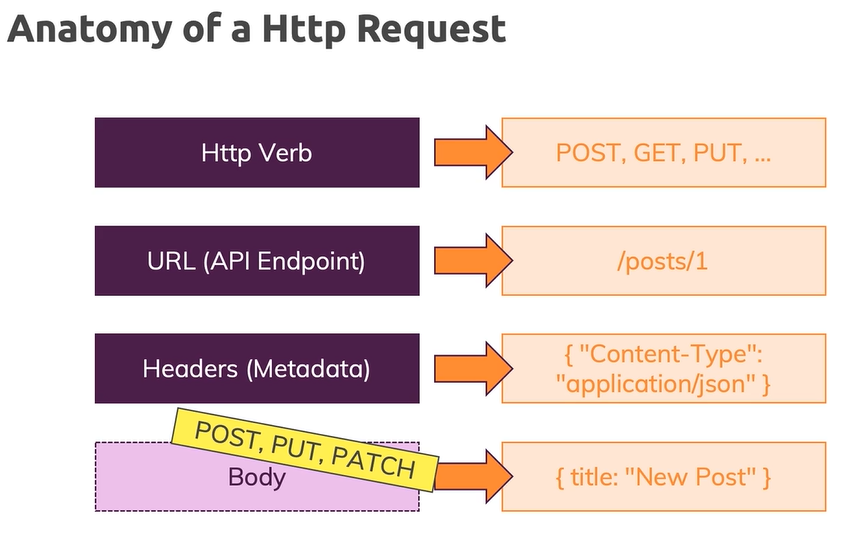 Anatomy of a Http Request
Http Verb
POST, GET, PUT, ...
URL (API Endpoint)
/posts/1
Headers (Metadata)
{ "Content-Type":
"application/json" }
POST, PUT, PATCH
Body
{ title: "New Post" }